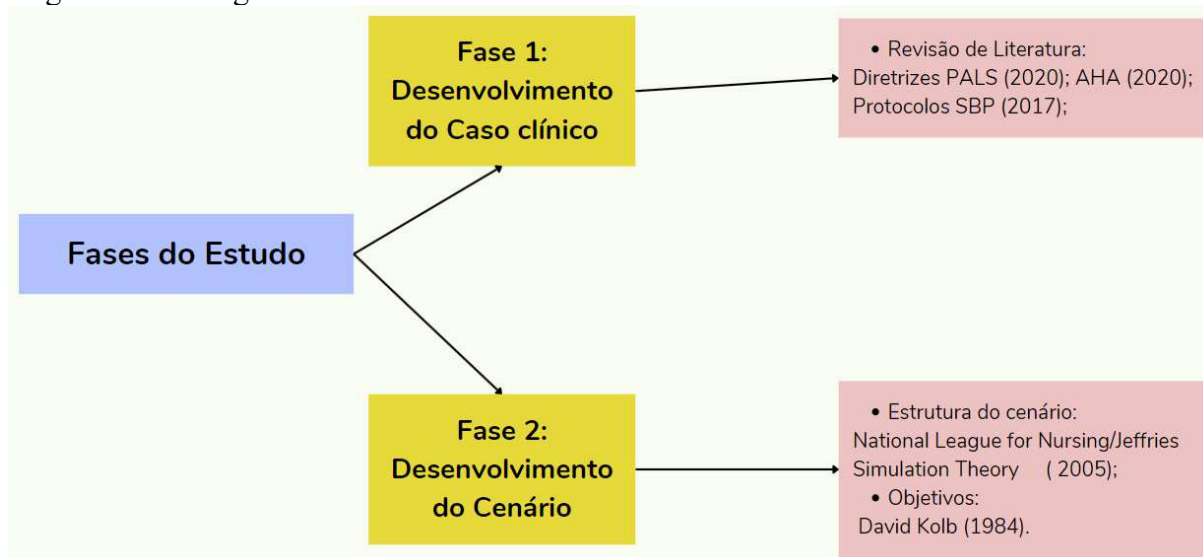 Fase 1:
Desenvolvimento
do Caso clínico
• Revisão de Literatura:
Diretrizes PALS (2020); AHA (2020);
Protocolos SBP (2017);
Fases do Estudo
Fase 2:
Desenvolvimento
do Cenário
• Estrutura do cenário:
National League for Nursing/Jeffries
Simulation Theory ( 2005);
• Objetivos:
David Kolb (1984).